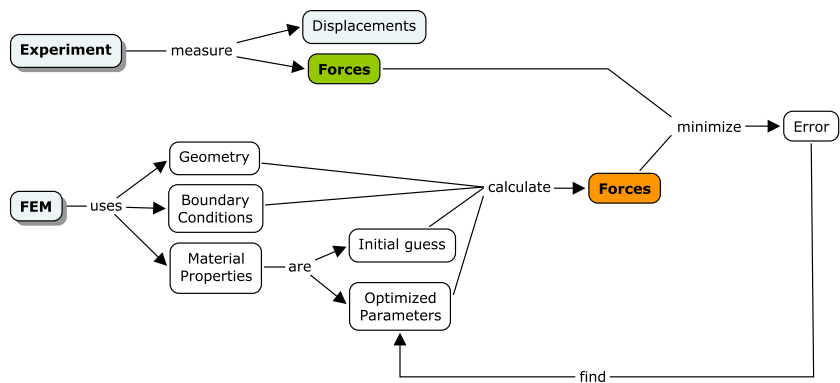 Displacements
Experiment
measure
Forces
minimize
Error
Geometry
calculate
Forces
FEM
uses
Boundary
Conditions
Initial guess
Material
Properties
are
Optimized
Parameters
find